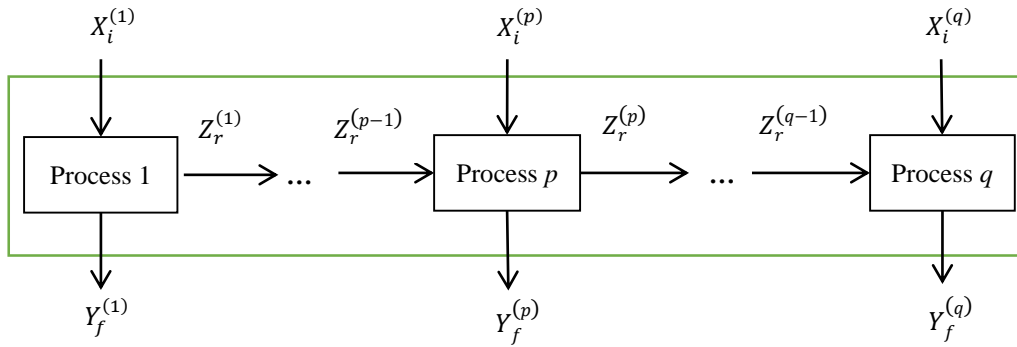 X_i^{(1)} X_i^{(p)} X_i^{(q)}
Z_r^{(1)} Z_r^{(p−1)} Z_r^{(p)} Z_r^{(q−1)}
Process 1 ... Process p ... Process q
Y_f^{(1)} Y_f^{(p)} Y_f^{(q)}